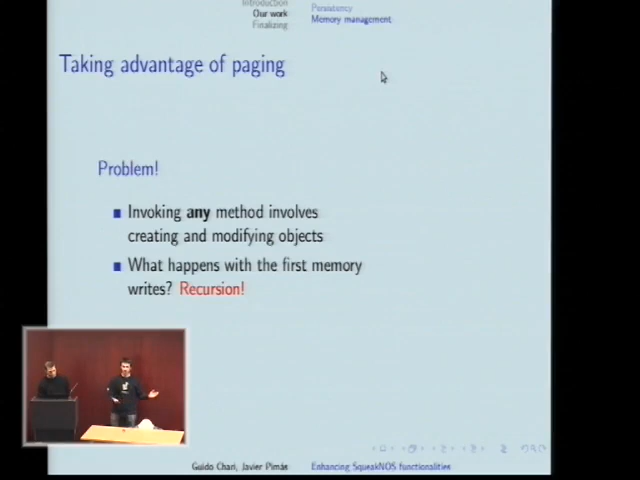 Introduction
Our work
Finalizing
Persistency
Memory management
Taking advantage of paging
Problem!
Invoking any method involves
creating and modifying objects
What happens with the first memory
writes? Recursion!
Guido Chari, Javier Pimás
Enhancing SqueakNOS functionalities